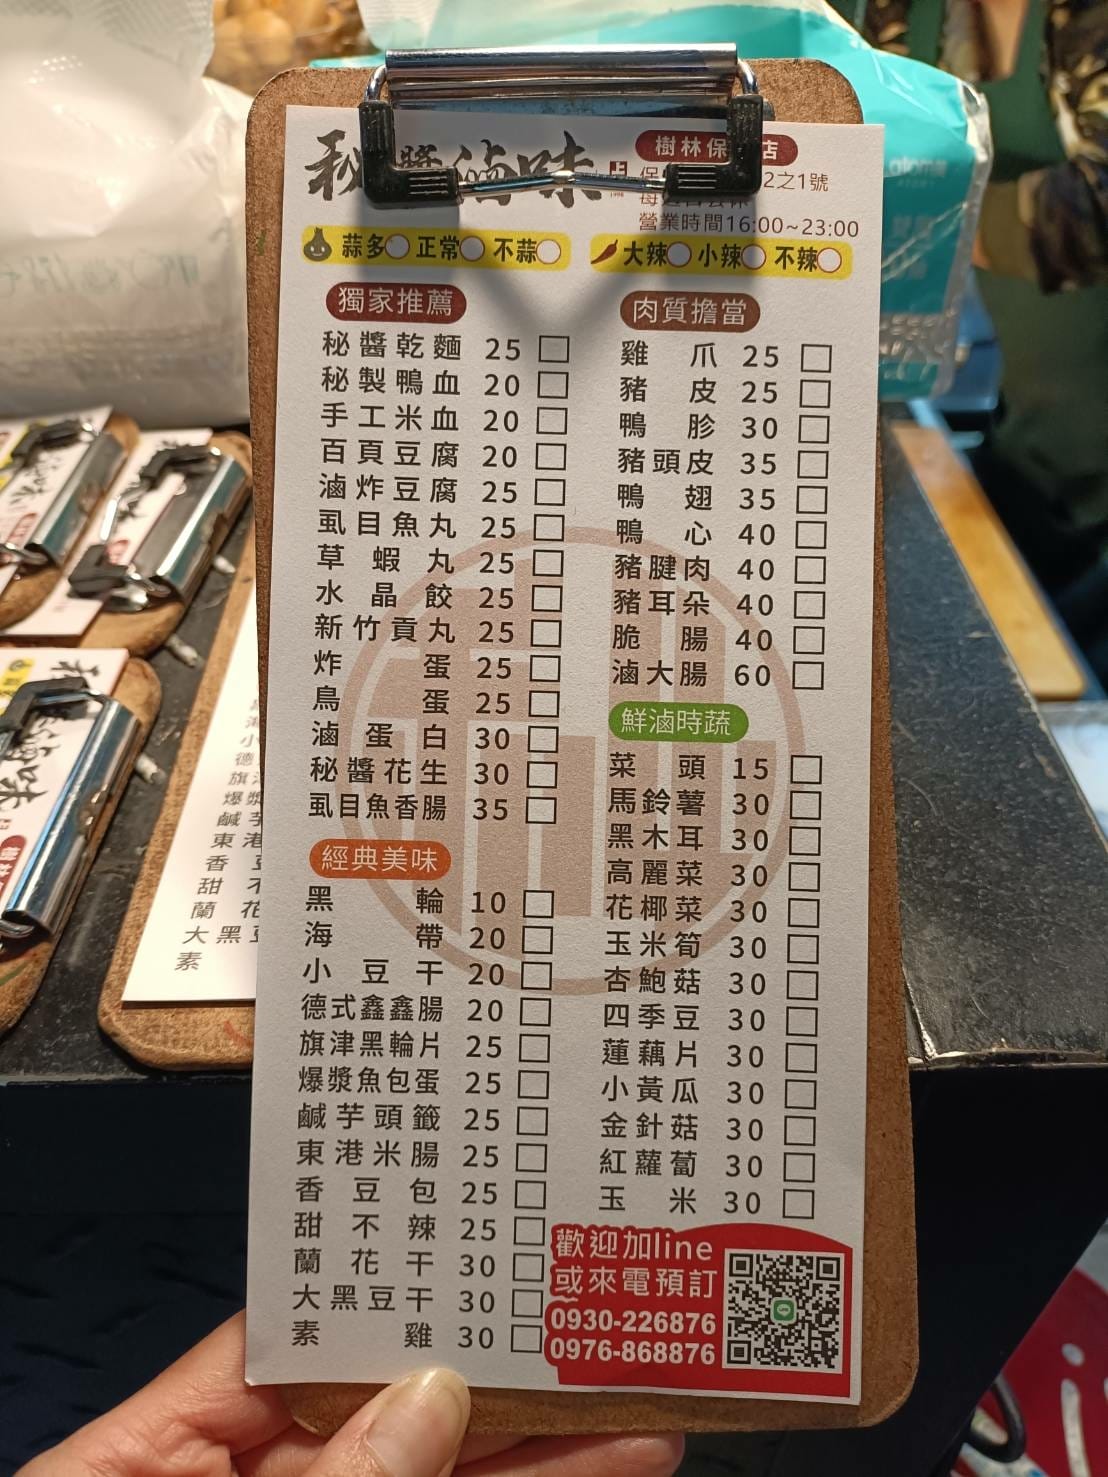 秘醬滷味
樹林保
店
2之1號
營業時間16:00~23:00
蒜多 正常 不蒜
大辣 小辣 不辣
獨家推薦
秘醬乾麵 25
秘製鴨血 20
手工米血 20
百頁豆腐 20
滷炸豆腐 25
虱目魚丸 25
草蝦丸 25
水晶餃 25
新竹貢丸 25
炸蛋 25
鳥蛋 25
滷蛋白 30
秘醬花生 30
虱目魚香腸 35
經典美味
黑輪 10
海帶 20
小豆干 20
德式鑫鑫腸 20
旗津黑輪片 25
爆漿魚包蛋 25
鹹芋頭籤 25
東港米腸 25
香豆包 25
甜不辣 25
蘭花干 30
大黑豆干 30
素雞 30
肉質擔當
雞爪 25
豬皮 25
鴨胗 30
豬頭皮 35
鴨翅 35
鴨心 40
豬腱肉 40
豬耳朵 40
脆腸 40
滷大腸 60
鮮滷時蔬
菜頭 15
馬鈴薯 30
黑木耳 30
高麗菜 30
花椰菜 30
玉米筍 30
杏鮑菇 30
四季豆 30
蓮藕片 30
小黃瓜 30
金針菇 30
紅蘿蔔 30
玉米 30
歡迎加line
或來電預訂
0930-226876
0976-868876